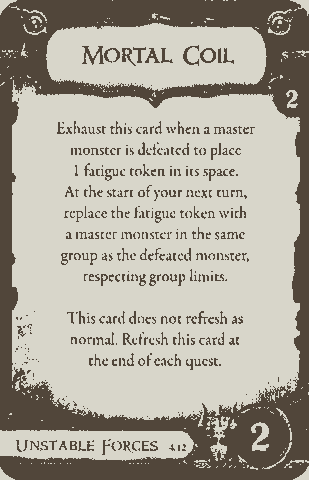 Mortal Coil
2
Exhaust this card when a master
monster is defeated to place
1 fatigue token in its space.
At the start of your next turn,
replace the fatigue token with
a master monster in the same
group as the defeated monster,
respecting group limits.
This card does not refresh as
normal. Refresh this card at
the end of each quest.
Unstable Forces 4.12
2